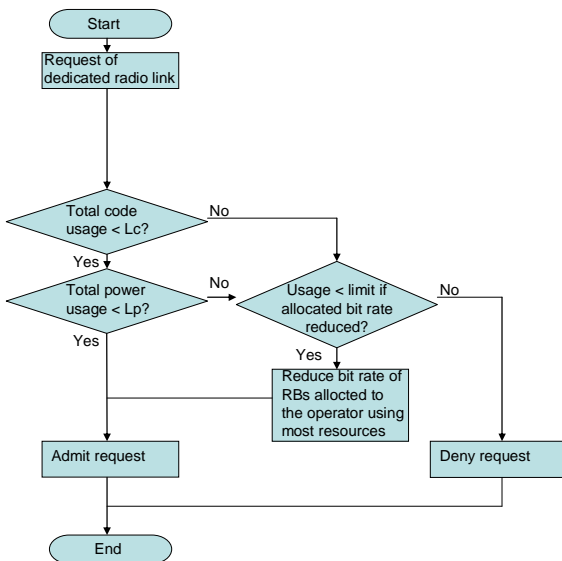 Start
Request of
dedicated radio link
Total code
usage < Lc?
No
Yes
Total power
usage < Lp?
No
Yes
Usage < limit if
allocated bit rate
reduced?
No
Yes
Reduce bit rate of
RBs allocted to
the operator using
most resources
Admit request
Deny request
End